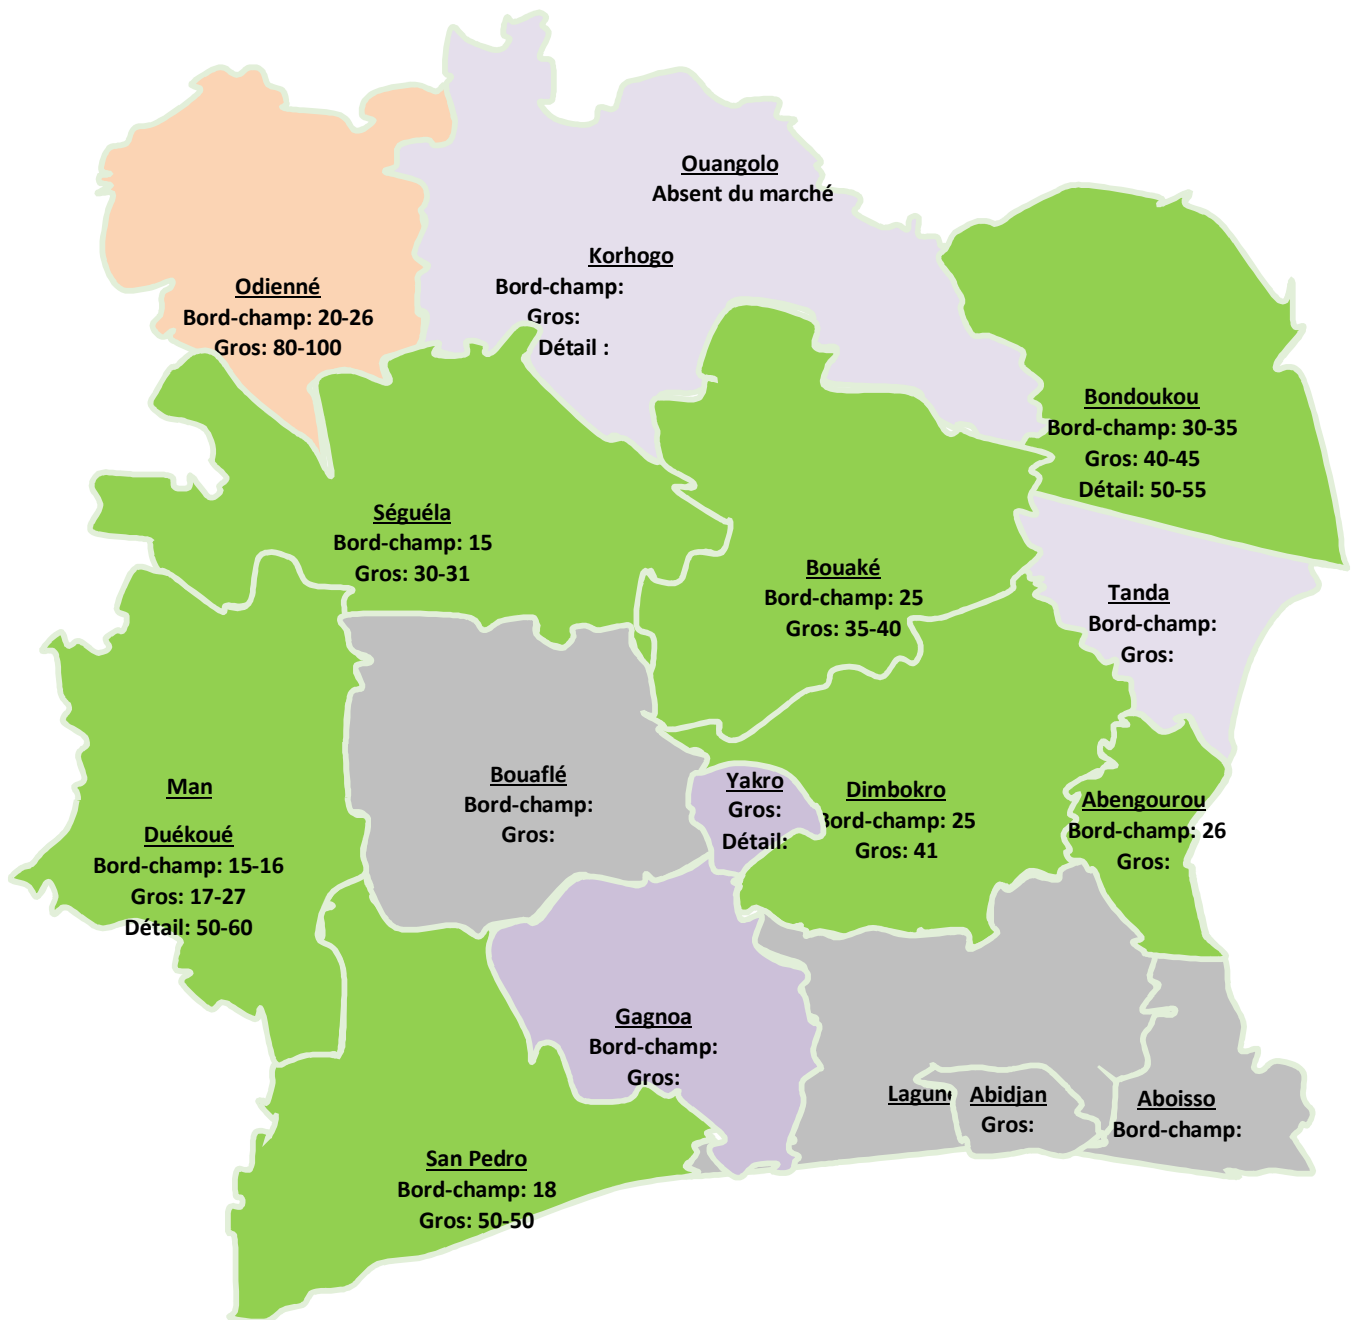 Ouangolo
Absent du marché
Korhogo
Bord-champ:
Gros:
Détail :
Odienné
Bord-champ: 20-26
Gros: 80-100
Bondoukou
Bord-champ: 30-35
Gros: 40-45
Détail: 50-55
Séguéla
Bord-champ: 15
Gros: 30-31
Bouaké
Bord-champ: 25
Gros: 35-40
Tanda
Bord-champ:
Gros:
Man
Duékoué
Bord-champ: 15-16
Gros: 17-27
Détail: 50-60
Bouaflé
Bord-champ:
Gros:
Yakro
Gros:
Détail:
Dimbokro
Bord-champ: 25
Gros: 41
Abengourou
Bord-champ: 26
Gros:
Gagnoa
Bord-champ:
Gros:
Lagune
Abidjan
Gros:
Aboisso
Bord-champ:
San Pedro
Bord-champ: 18
Gros: 50-50